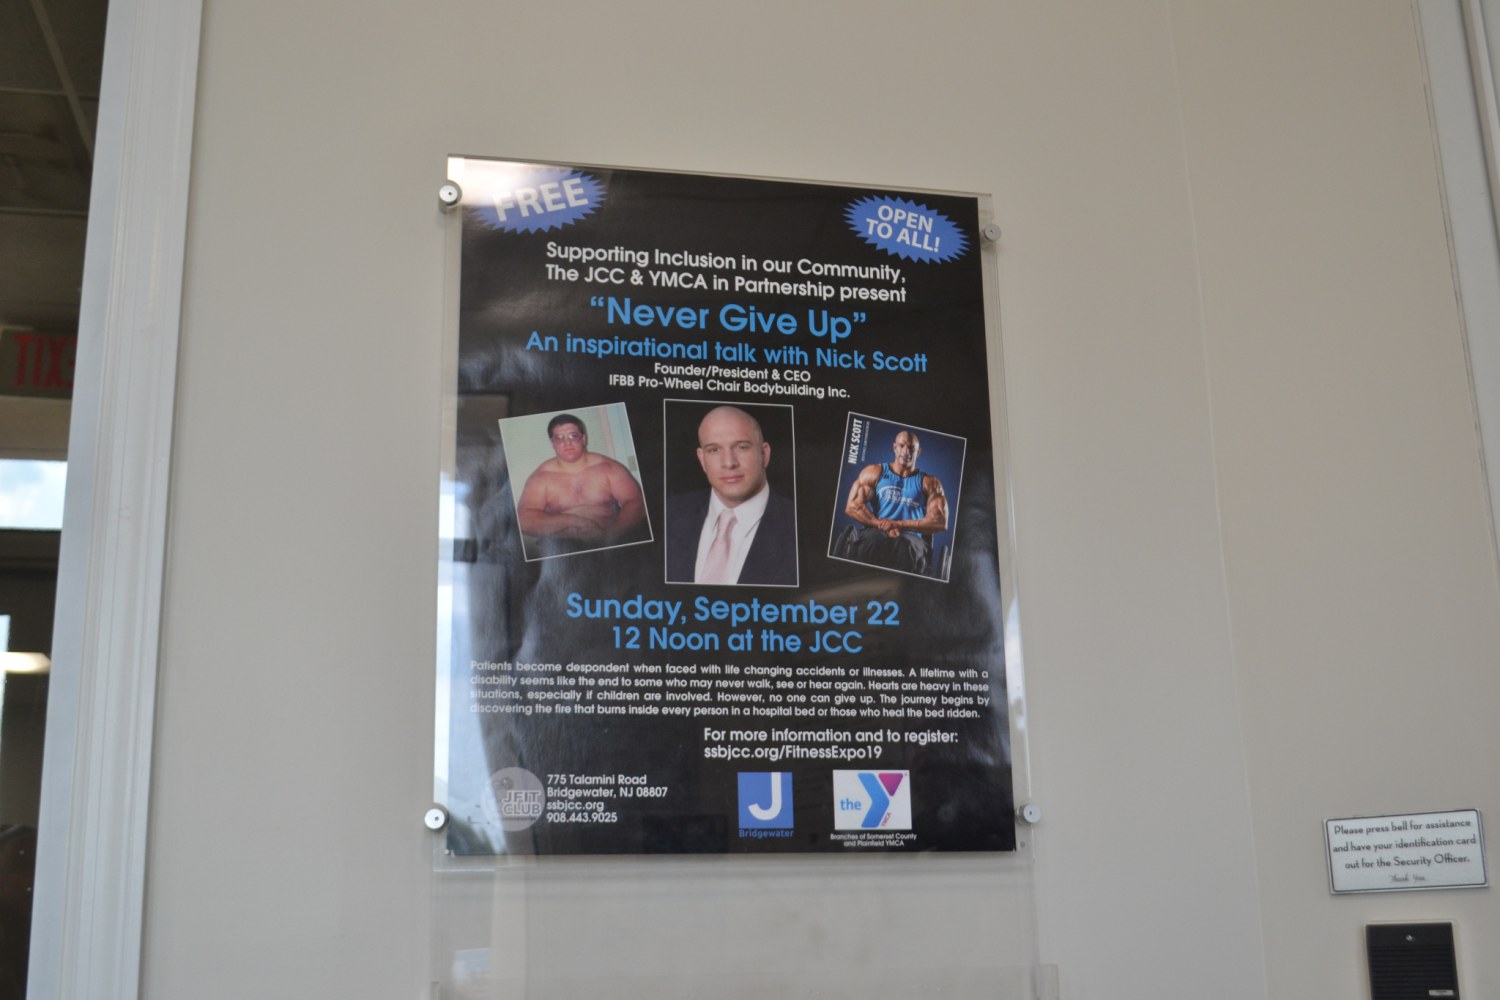 FREE
OPEN
TO ALL!
Supporting Inclusion in our Community,
The JCC & YMCA in Partnership present
“Never Give Up”
An inspirational talk with Nick Scott
Founder/President & CEO
IFBB Pro-Wheel Chair Bodybuilding Inc.
NICK SCOTT
Sunday, September 22
12 Noon at the JCC
Patients become despondent when faced with life changing accidents or illnesses. A lifetime with a
disability seems like the end to some who may never walk, see or hear again. Hearts are heavy in these
situations, especially if children are involved. However, no one can give up. The journey begins by
discovering the fire that burns inside every person in a hospital bed or those who heal the bed ridden.
For more information and to register:
ssbjcc.org/FitnessExpo19
JFIT
CLUB
775 Talamini Road
Bridgewater, NJ 08807
ssbjcc.org
908.443.9025
J
Bridgewater
the Y
YMCA
Branches of Somerset County
and Plainfield YMCA
EXIT
Please press bell for assistance
and have your identification card
out for the Security Officer.
Thank You